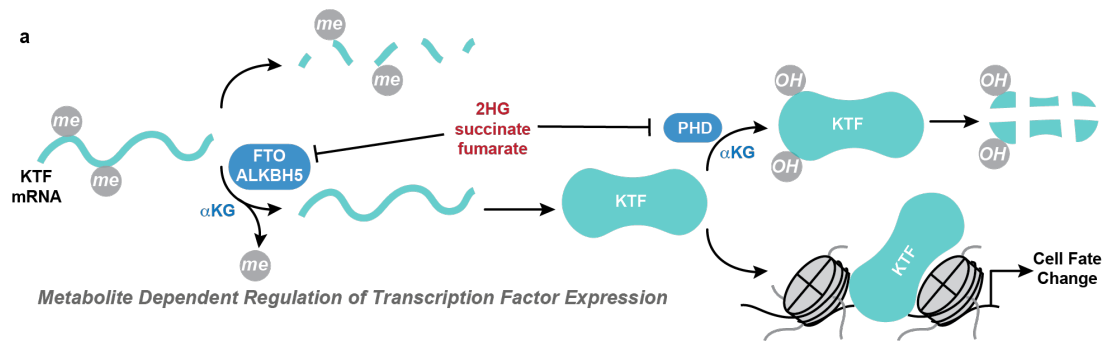 a
me
me
me
me
KTF
mRNA
FTO
ALKBH5
αKG
me
2HG
succinate
fumarate
PHD
αKG
KTF
OH
OH
KTF
OH
OH
KTF
Cell Fate
Change
Metabolite Dependent Regulation of Transcription Factor Expression